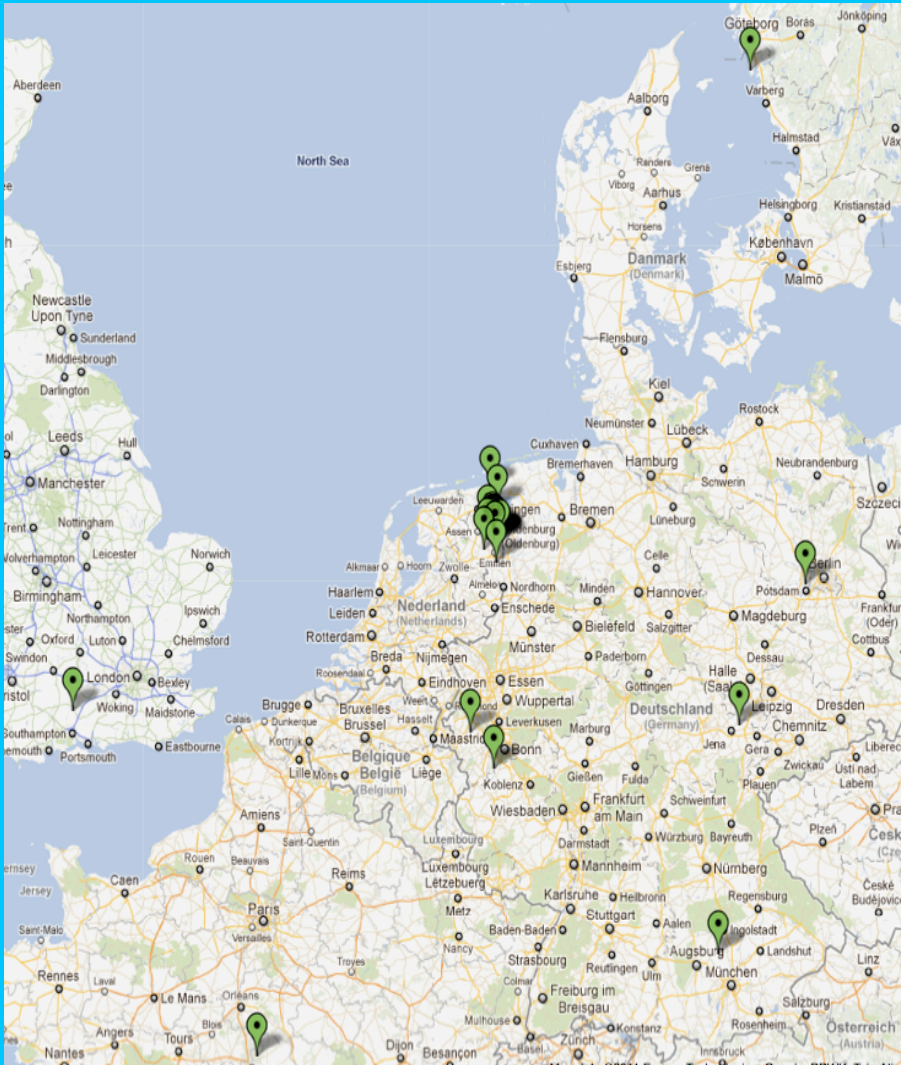 Göteborg
Borås
Jönköping
Aberdeen
Varberg
Aalborg
Halmstad
North Sea
Randers
Grenå
Viborg
Aarhus
Helsingborg
Kristianstad
Horsens
København
Danmark
(Denmark)
Esbjerg
Malmö
Newcastle
Upon Tyne
Sunderland
Flensburg
Middlesbrough
Darlington
Kiel
Rostock
Neumünster
Lübeck
Leeds
Hull
Cuxhaven
Bremerhaven
Hamburg
Neubrandenburg
Schwerin
Manchester
Leeuwarden
Bremen
Lüneburg
Nottingham
Assen
Oldenburg)
Leicester
Norwich
Celle
Berlin
Alkmaar
Hoorn
Zwolle
Emmen
Almelo
Nordhorn
Minden
Hannover
Potsdam
Birmingham
Haarlem
Northampton
Ipswich
Leiden
Nederland
(Netherlands)
Enschede
Bielefeld
Salzgitter
Magdeburg
Frankfurt
(Oder)
Rotterdam
Münster
Oxford
Luton
Chelmsford
Cottbus
Dessau
Breda
Nijmegen
Paderborn
Swindon
London
Bexley
Roosendaal
Göttingen
Halle
Eindhoven
Essen
Leipzig
Woking
Maidstone
Brugge
Bruxelles
Brussel
Weert
Wuppertal
Deutschland
(Germany)
Dresden
Calais
Dunkerque
Hasselt
Leverkusen
Chemnitz
Southampton
Portsmouth
Eastbourne
Kortrijk
Marburg
Jena
Gera
Zwickau
Belgique
België
(Belgium)
Liège
Bonn
Lille
Mons
Gießen
Fulda
Plauen
Ústí nad
Labem
Koblenz
Amiens
Wiesbaden
Frankfurt
am Main
Schweinfurt
Saint-Quentin
Darmstadt
Würzburg
Bayreuth
Plzeň
Luxembourg
Rouen
Beauvais
Luxembourg
Lëtzebuerg
Mannheim
Nürnberg
Jersey
Caen
Reims
Karlsruhe
Heilbronn
Regensburg
České
Budějovice
Metz
Paris
Stuttgart
Aalen
Ingolstadt
Saint-Malo
Versailles
Baden-Baden
Nancy
Strasbourg
Augsburg
Landshut
Linz
Troyes
Reutlingen
Ulm
München
Rennes
Laval
Colmar
Le Mans
Orléans
Freiburg im
Breisgau
Salzburg
Blois
Mulhouse
Konstanz
Rosenheim
Österreich
(Austria)
Angers
Tours
Dijon
Basel
Zürich
Nantes
Besançon
Innsbruck